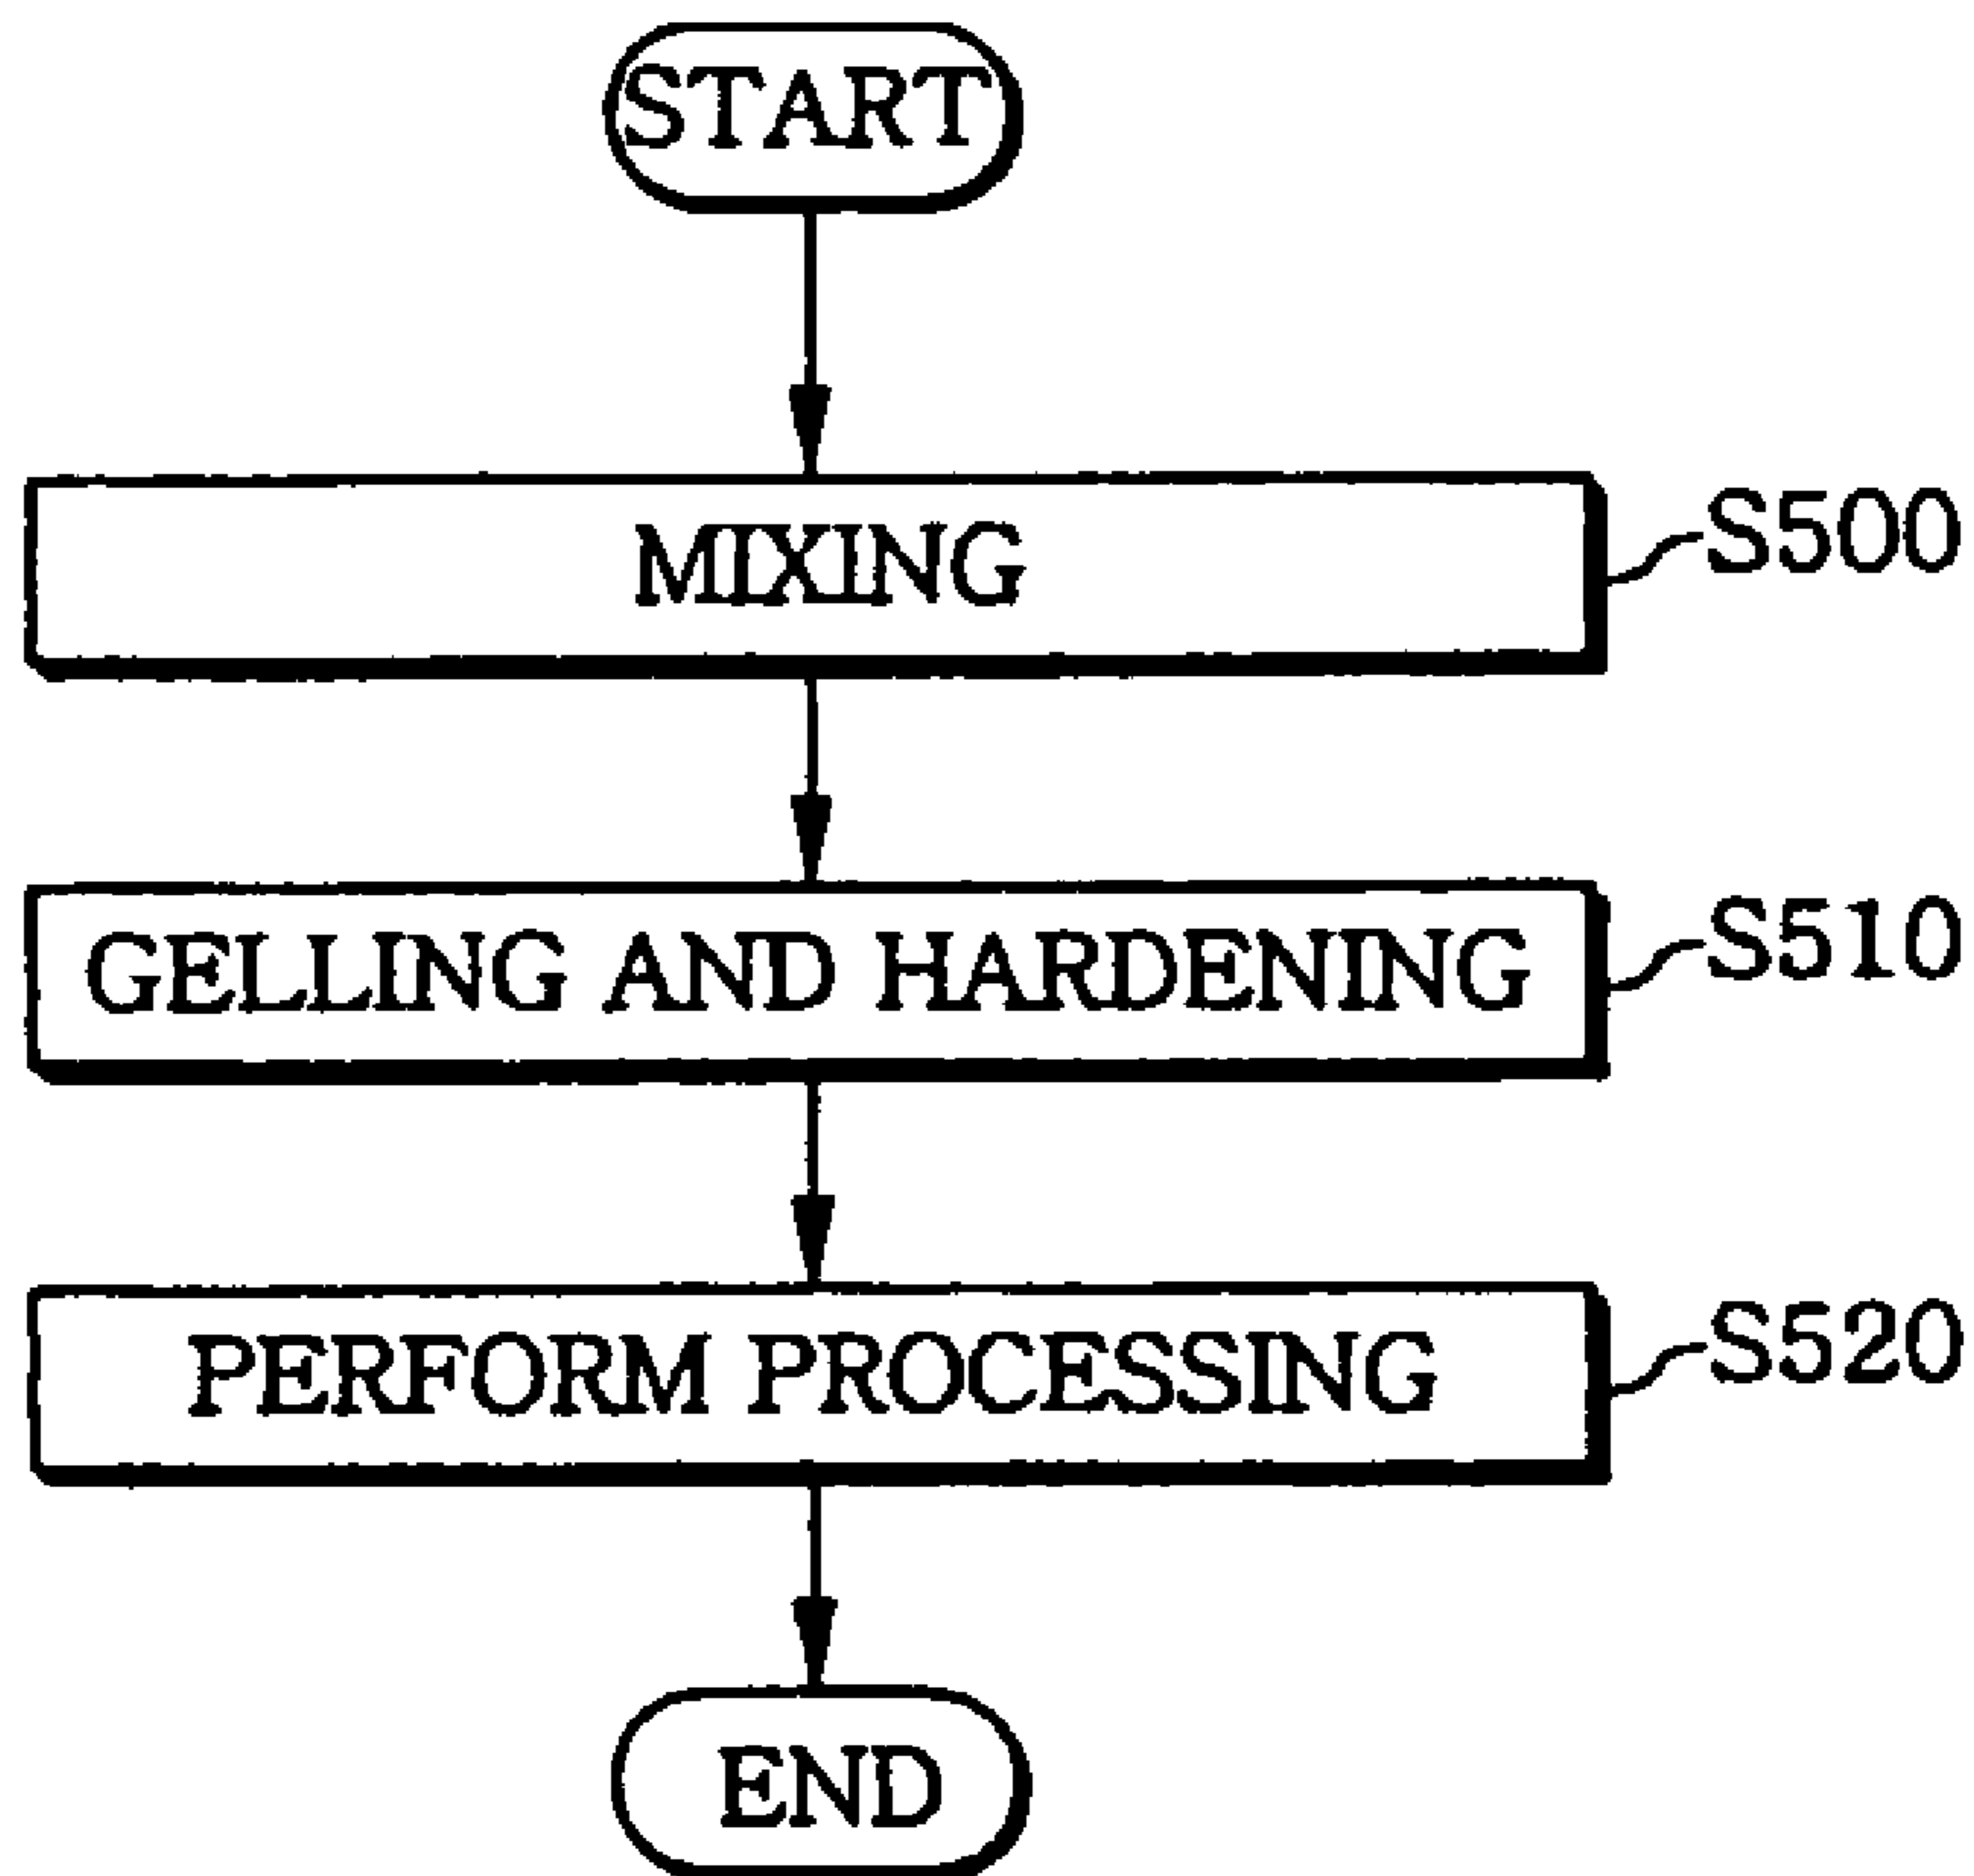 START
MIXING
S500
GELLING AND HARDENING
S510
PERFORM PROCESSING
S520
END